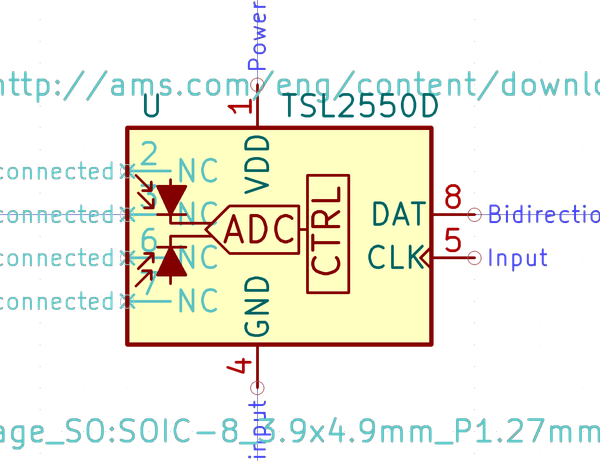 Power
http://ams.com/eng/content/downlo
U
TSL2550D
1
connected
2
NC
VDD
3
NC
DAT
8
Bidirectio
ADC
CTRL
connected
6
NC
CLK
5
Input
connected
7
NC
GND
4
input
age_SO:SOIC-8_3.9x4.9mm_P1.27mm